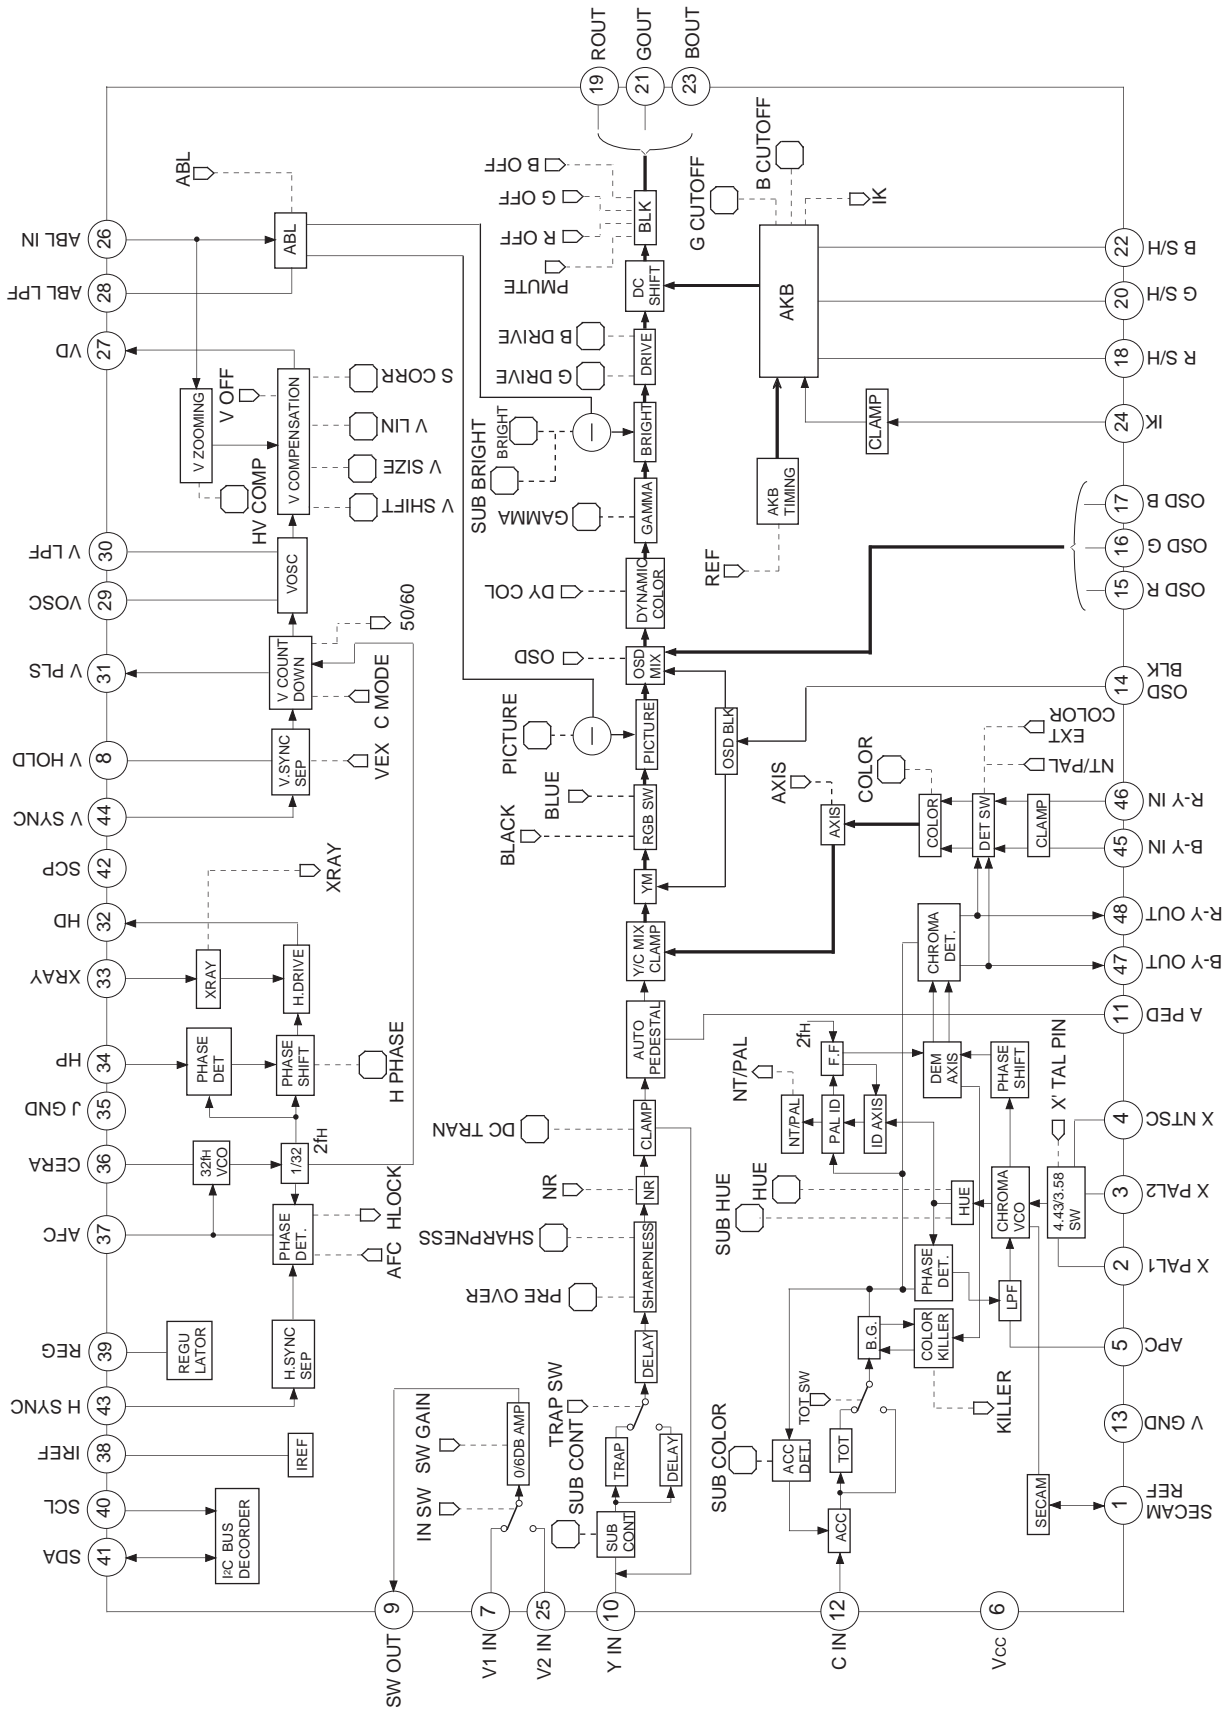 SDA
41
SCL
40
IREF
38
H SYNC
43
REG
39
AFC
37
CERA
36
J GND
35
HP
34
XRAY
33
HD
32
SCP
42
V SYNC
44
V HOLD
8
V PLS
31
VOSC
29
V LPF
30
VD
27
ABL LPF
28
ABL IN
26
I2C BUS
DECORDER
IREF
H.SYNC
SEP
REGU
LATOR
PHASE
DET.
32fH
VCO
1/32
2fH
PHASE
DET
PHASE
SHIFT
XRAY
H.DRIVE
V.SYNC
SEP
V COUNT
DOWN
VOSC
V COMPENSATION
V ZOOMING
ABL
AFC
HLOCK
H PHASE
XRAY
VEX
C MODE
50/60
HV COMP
V SHIFT
V SIZE
V LIN
V OFF
S CORR
ABL
9
SW OUT
7
V1 IN
25
V2 IN
10
Y IN
12
C IN
6
VCC
IN SW
SW GAIN
0/6DB AMP
SUB CONT
TRAP SW
SUB
CONT
TRAP
DELAY
DELAY
PRE OVER
SHARPNESS
SHARPNESS
NR
NR
DC TRAN
CLAMP
AUTO
PEDESTAL
Y/C MIX
CLAMP
YM
BLACK
BLUE
RGB SW
PICTURE
PICTURE
OSD
OSD
MIX
OSD BLK
DY COL
DYNAMIC
COLOR
GAMMA
GAMMA
SUB BRIGHT
BRIGHT
BRIGHT
G DRIVE
B DRIVE
DRIVE
DC
SHIFT
PMUTE
R OFF
G OFF
B OFF
BLK
19
ROUT
21
GOUT
23
BOUT
SUB COLOR
ACC
DET.
ACC
TOT
TOT SW
B.G.
COLOR
KILLER
KILLER
PHASE
DET.
LPF
SUB HUE
HUE
HUE
CHROMA
VCO
4.43/3.58
SW
X' TAL PIN
SECAM
NT/PAL
NT/PAL
PAL ID
ID AXIS
F.F
2fH
DEM
AXIS
PHASE
SHIFT
CHROMA
DET.
AXIS
AXIS
COLOR
COLOR
DET SW
CLAMP
NT/PAL
EXT
COLOR
REF
AKB
TIMING
AKB
CLAMP
G CUTOFF
B CUTOFF
IK
1
SECAM
REF
13
V GND
5
APC
2
X PAL1
3
X PAL2
4
X NTSC
11
A PED
47
B-Y OUT
48
R-Y OUT
45
B-Y IN
46
R-Y IN
14
OSD
BLK
15
OSD R
16
OSD G
17
OSD B
24
IK
18
R S/H
20
G S/H
22
B S/H